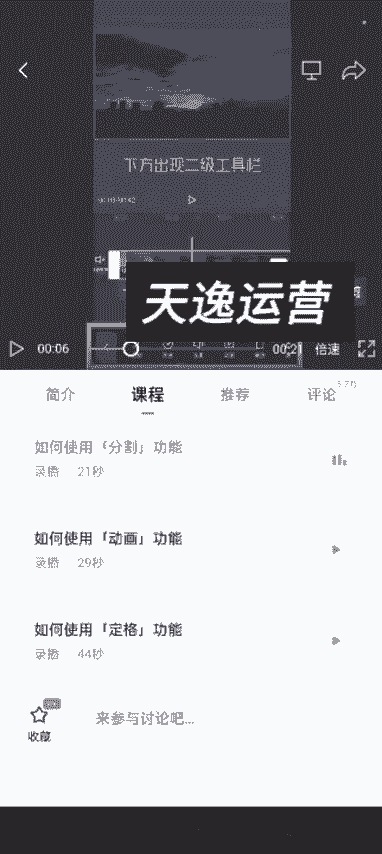 下方出现二级工具栏
天逸运营
00:06
00:21
倍速
简介
课程
推荐
评论
如何使用「分割」功能
录播 21秒
如何使用「动画」功能
29秒
录播
如何使用「定格」功能
录播 44秒
来参与讨论吧...
收藏